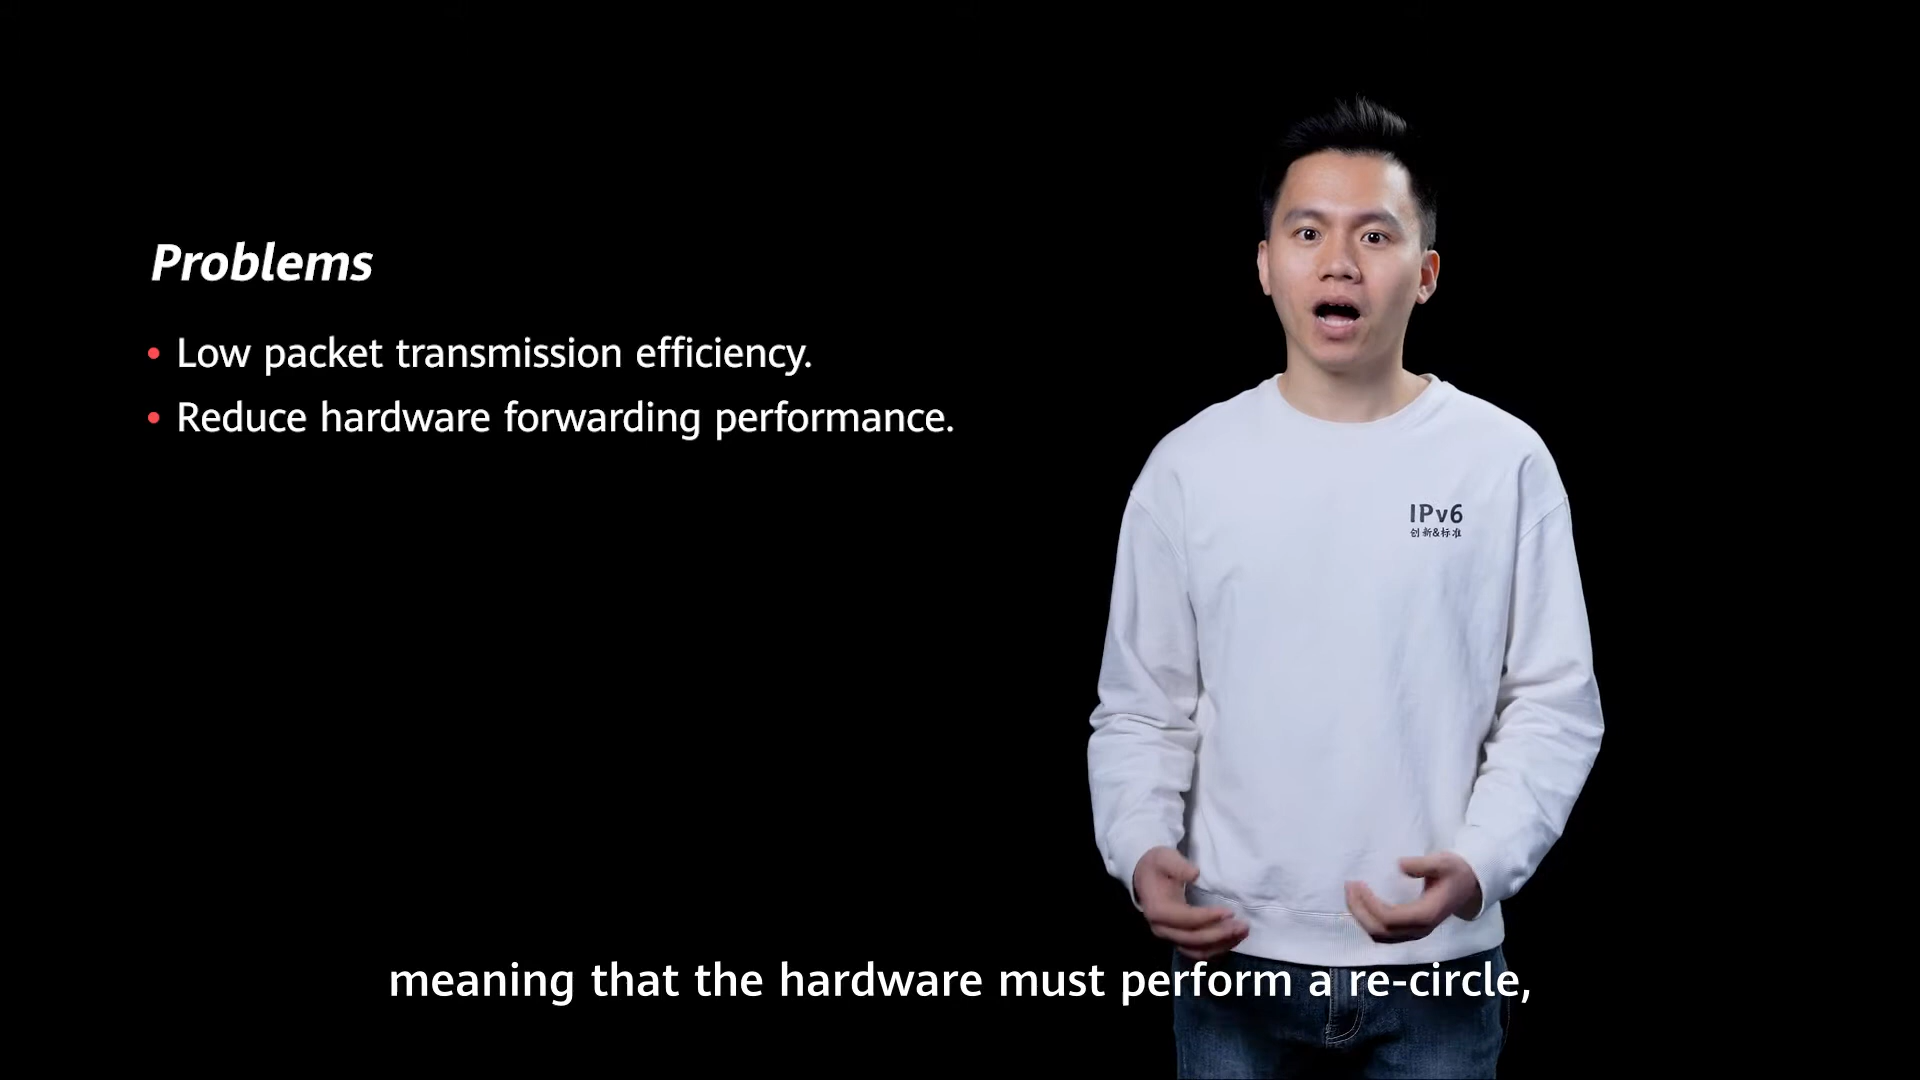 Problems
• Low packet transmission efficiency.
• Reduce hardware forwarding performance.
IPv6
创新&标准
meaning that the hardware must perform a re-circle,